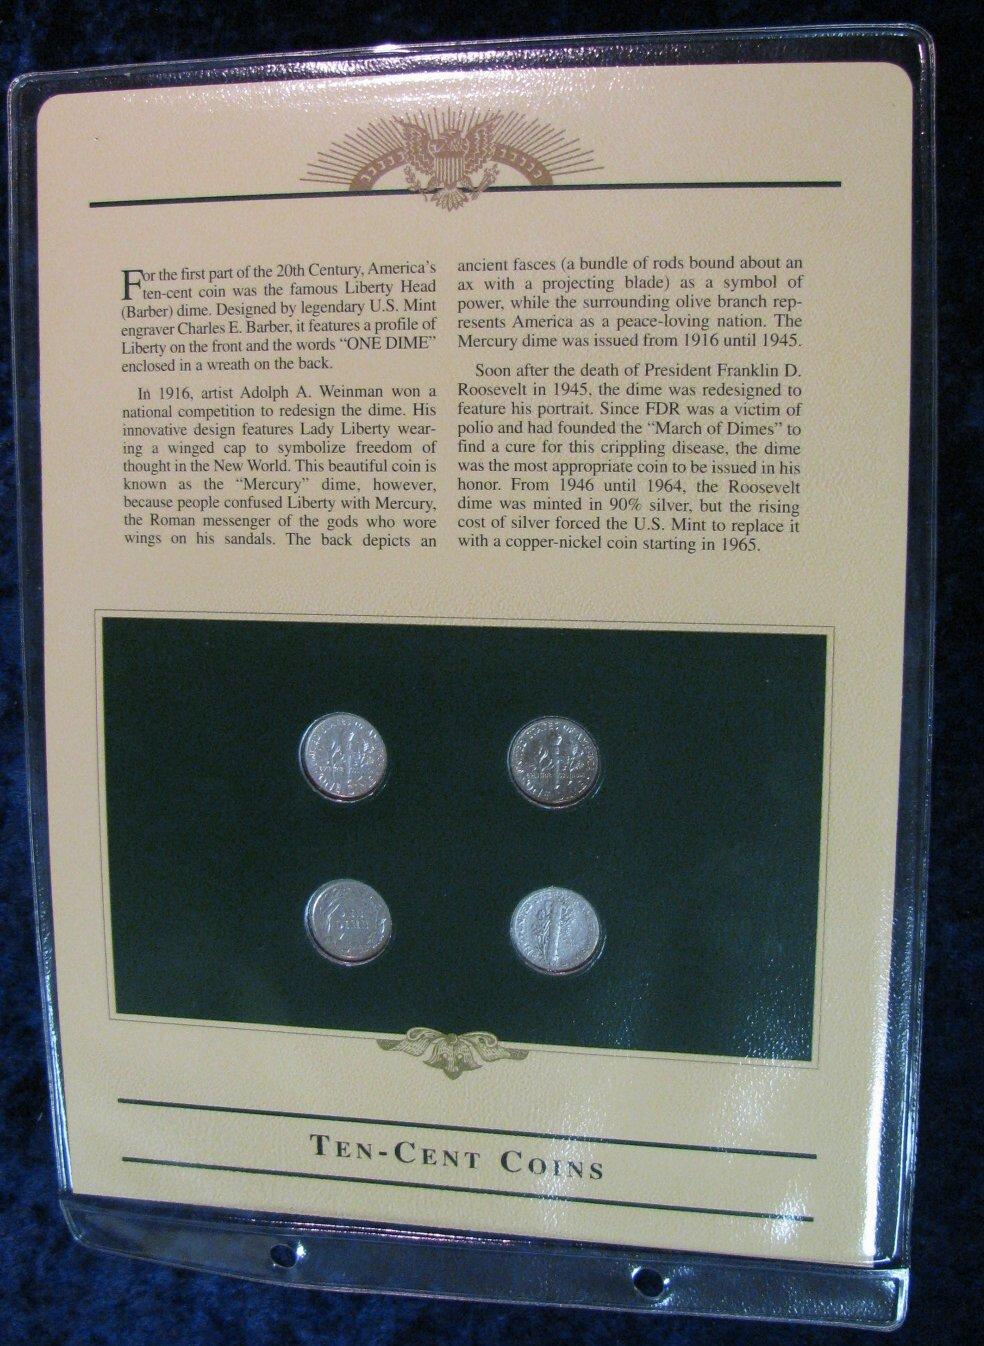 For the first part of the 20th Century, America's
ten-cent coin was the famous Liberty Head
(Barber) dime. Designed by legendary U.S. Mint
engraver Charles E. Barber, it features a profile of
Liberty on the front and the words "ONE DIME"
enclosed in a wreath on the back.
In 1916, artist Adolph A. Weinman won a
national competition to redesign the dime. His
innovative design features Lady Liberty wear-
ing a winged cap to symbolize freedom of
thought in the New World. This beautiful coin is
known as the "Mercury" dime, however,
because people confused Liberty with Mercury,
the Roman messenger of the gods who wore
wings on his sandals. The back depicts an
ancient fasces (a bundle of rods bound about an
ax with a projecting blade) as a symbol of
power, while the surrounding olive branch rep-
resents America as a peace-loving nation. The
Mercury dime was issued from 1916 until 1945.
Soon after the death of President Franklin D.
Roosevelt in 1945, the dime was redesigned to
feature his portrait. Since FDR was a victim of
polio and had founded the "March of Dimes" to
find a cure for this crippling disease, the dime
was the most appropriate coin to be issued in his
honor. From 1946 until 1964, the Roosevelt
dime was minted in 90% silver, but the rising
cost of silver forced the U.S. Mint to replace it
with a copper-nickel coin starting in 1965.
TEN-CENT COINS